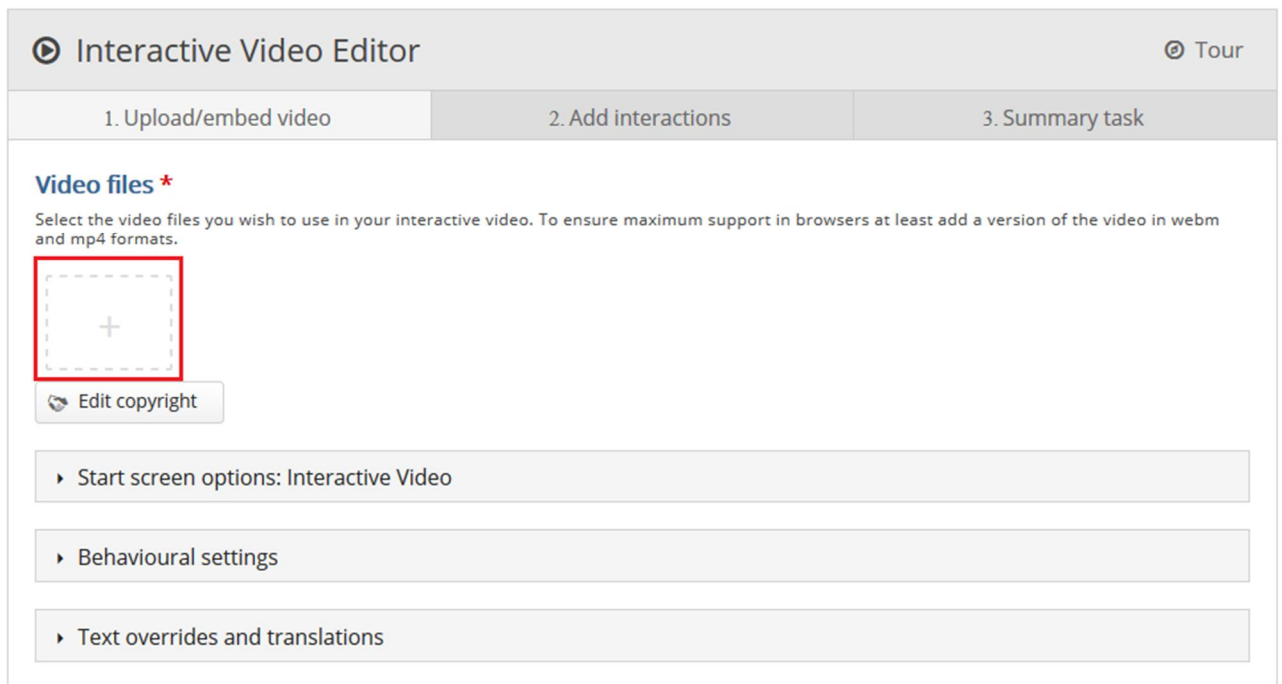 Interactive Video Editor
Tour
1. Upload/embed video
2. Add interactions
3. Summary task
Video files *
Select the video files you wish to use in your interactive video. To ensure maximum support in browsers at least add a version of the video in webm
and mp4 formats.
+
Edit copyright
Start screen options: Interactive Video
Behavioural settings
Text overrides and translations